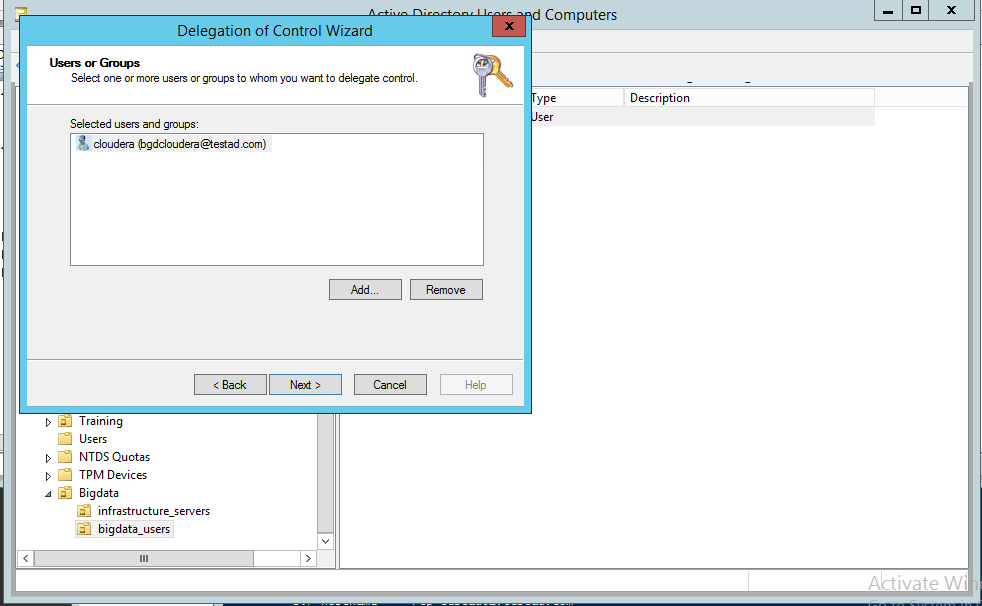 Active Directory Users and Computers
Delegation of Control Wizard
Users or Groups
Select one or more users or groups to whom you want to delegate control.
Selected users and groups:
cloudera (bgdcloudera@testad.com)
Add...
Remove
< Back
Next >
Cancel
Help
Type
Description
User
Training
Users
NTDS Quotas
TPM Devices
Bigdata
infrastructure_servers
bigdata_users
Activate Win